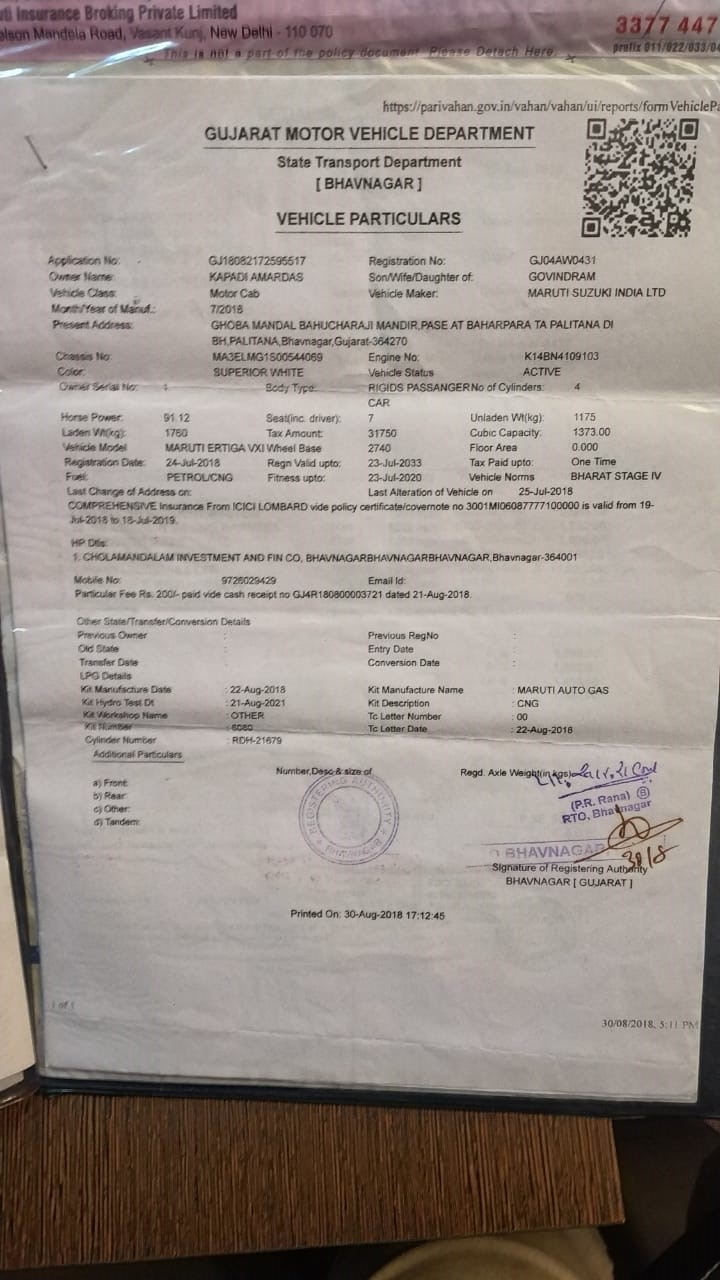 uti Insurance Broking Private Limited
elson Mandela Road, Vasant Kunj, New Delhi - 110 070
3377 447
prefix 011/022/033/04
This is not a part of the policy document. Please Detach Here.
https://parivahan.gov.in/vahan/vahan/ui/reports/formVehiclePa
GUJARAT MOTOR VEHICLE DEPARTMENT
State Transport Department
[ BHAVNAGAR ]
VEHICLE PARTICULARS
Application No: GJ18082172595517 Registration No: GJ04AW0431
Owner Name: KAPADI AMARDAS Son/Wife/Daughter of: GOVINDRAM
Vehicle Class: Motor Cab Vehicle Maker: MARUTI SUZUKI INDIA LTD
Month/Year of Manuf.: 7/2018
Present Address: GHOBA MANDAL BAHUCHARAJI MANDIR,PASE AT BAHARPARA TA PALITANA DI
BH,PALITANA,Bhavnagar,Gujarat-364270
Chassis No: MA3ELMG1S00544069 Engine No: K14BN4109103
Color: SUPERIOR WHITE Vehicle Status ACTIVE
Owner Serial No: 1 Body Type: RIGIDS PASSANGER No of Cylinders: 4
CAR
Horse Power: 91.12 Seat(inc. driver): 7 Unladen Wt(kg): 1175
Laden Wt(kg): 1760 Tax Amount: 31750 Cubic Capacity: 1373.00
Vehicle Model MARUTI ERTIGA VXI Wheel Base 2740 Floor Area 0.000
Registration Date: 24-Jul-2018 Regn Valid upto: 23-Jul-2033 Tax Paid upto: One Time
Fuel: PETROL/CNG Fitness upto: 23-Jul-2020 Vehicle Norms BHARAT STAGE IV
Last Change of Address on: Last Alteration of Vehicle on 25-Jul-2018
COMPREHENSIVE Insurance From ICICI LOMBARD vide policy certificate/covernote no 3001MI06087777100000 is valid from 19-
Jul-2018 to 18-Jul-2019.
HP Dtls:
1. CHOLAMANDALAM INVESTMENT AND FIN CO, BHAVNAGARBHAVNAGARBHAVNAGAR,Bhavnagar-364001
Mobile No: 9726029429 Email Id:
Particular Fee Rs. 200/- paid vide cash receipt no GJ4R180800003721 dated 21-Aug-2018.
Other State/Transfer/Conversion Details
Previous Owner : Previous RegNo :
Old State : Entry Date :
Transfer Date : Conversion Date :
LPG Details
Kit Manufacture Date : 22-Aug-2018 Kit Manufacture Name : MARUTI AUTO GAS
Kit Hydro Test Dt : 21-Aug-2021 Kit Description : CNG
Kit Workshop Name : OTHER Tc Letter Number : 00
Kit Number : 6080 Tc Letter Date : 22-Aug-2018
Cylinder Number : RDH-21679
Additional Particulars
Number,Desc & size of Regd. Axle Weight(in kgs)
a) Front:
b) Rear:
c) Other:
d) Tandem:
REGISTERING AUTHORITY
BHAVNAGAR
(P.R. Rana) B
RTO, Bhavnagar
BHAVNAGAR
30/8
Signature of Registering Authority
BHAVNAGAR [ GUJARAT ]
Printed On: 30-Aug-2018 17:12:45
1 of 1
30/08/2018, 5:11 PM